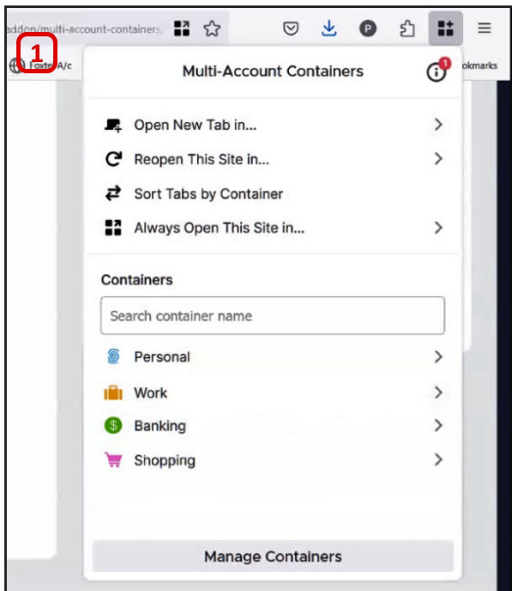 addon/multi-account-containers/
P
1
A/c
okmarks
Multi-Account Containers
1
Open New Tab in...
Reopen This Site in...
Sort Tabs by Container
Always Open This Site in...
Containers
Search container name
Personal
Work
$ Banking
Shopping
Manage Containers